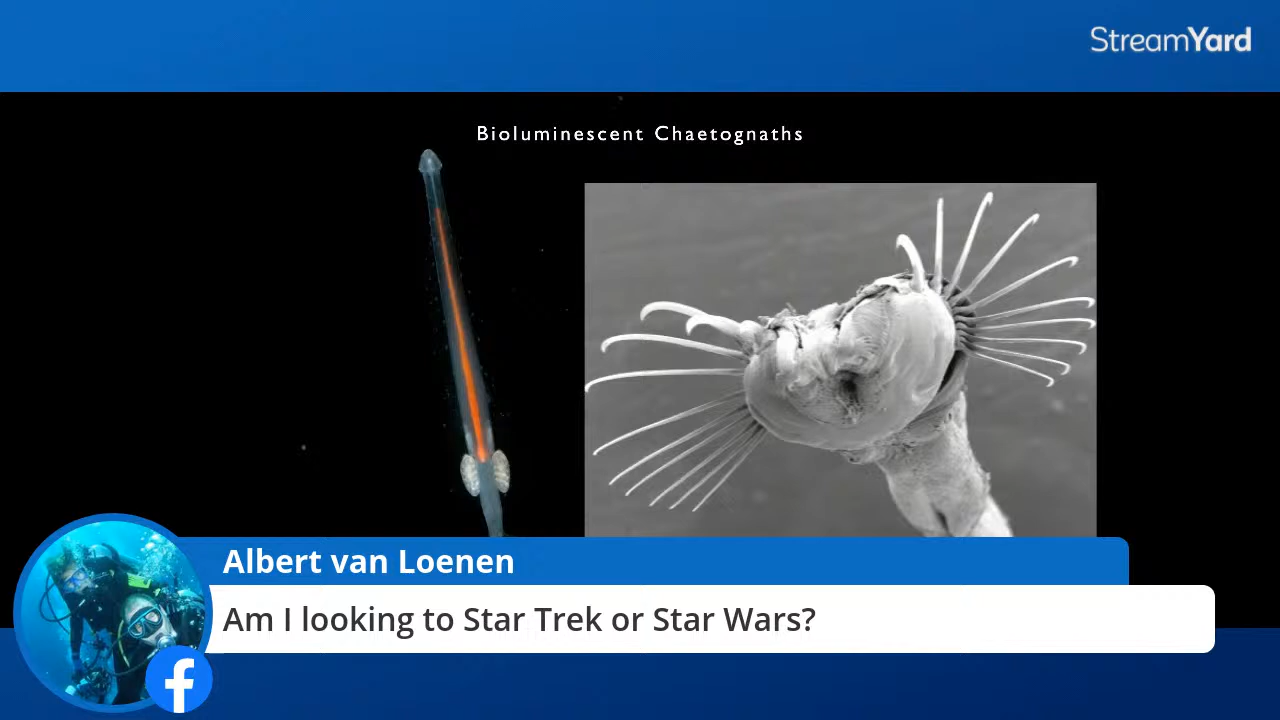 StreamYard
Bioluminescent Chaetognaths
Albert van Loenen
Am I looking to Star Trek or Star Wars?